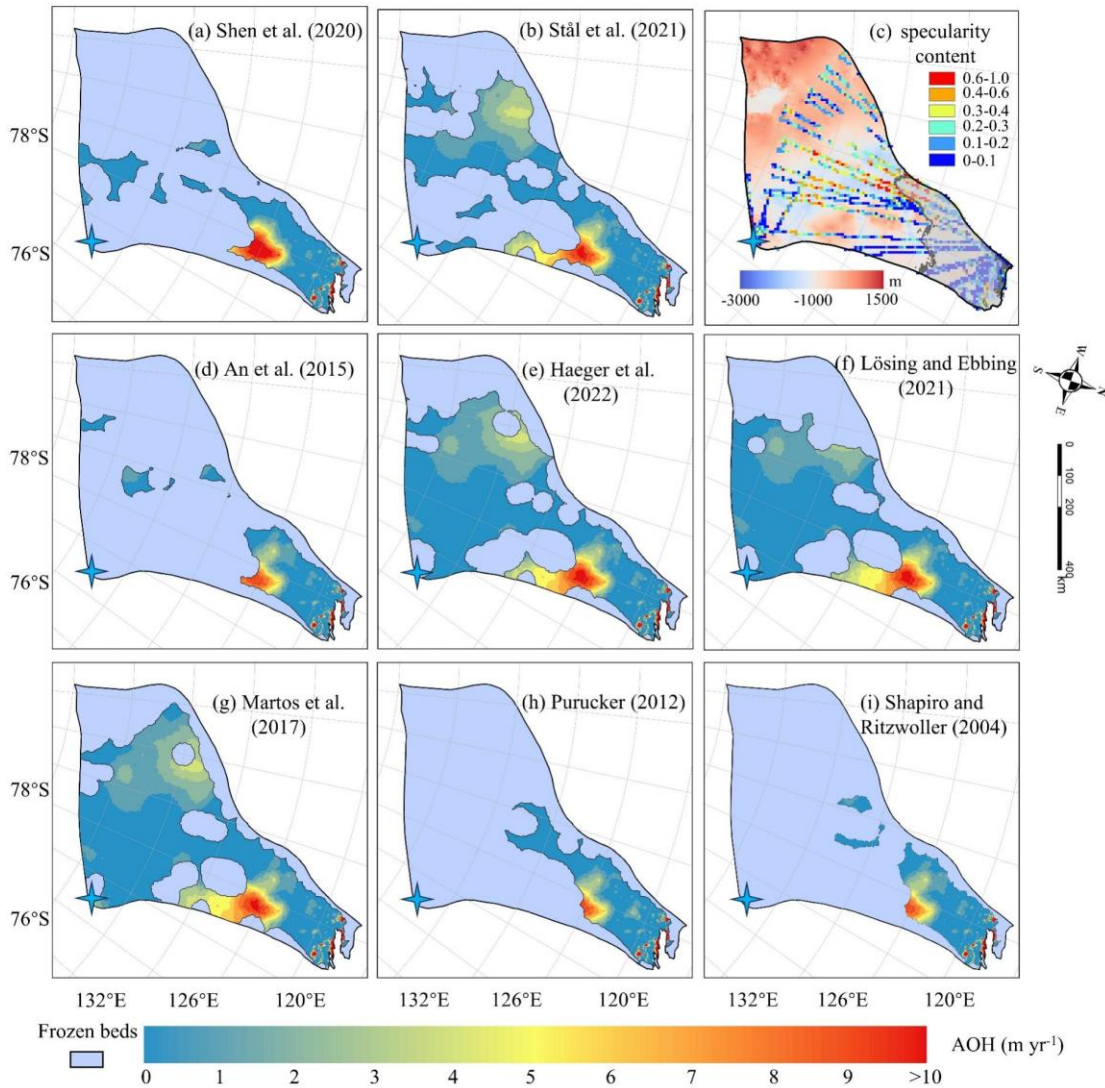 (a) Shen et al. (2020)
(b) Stål et al. (2021)
(c) specularity
content
0.6-1.0
0.4-0.6
0.3-0.4
0.2-0.3
0.1-0.2
0-0.1
-3000 -1000 1500 m
78°S
76°S
(d) An et al. (2015)
(e) Haeger et al.
(2022)
(f) Lösing and Ebbing
(2021)
78°S
76°S
W
S
N
E
0
100
200
400
Km
(g) Martos et al.
(2017)
(h) Purucker (2012)
(i) Shapiro and
Ritzwoller (2004)
78°S
76°S
132°E 126°E 120°E
132°E 126°E 120°E
132°E 126°E 120°E
Frozen beds
0 1 2 3 4 5 6 7 8 9 >10
AOH (m yr⁻¹)